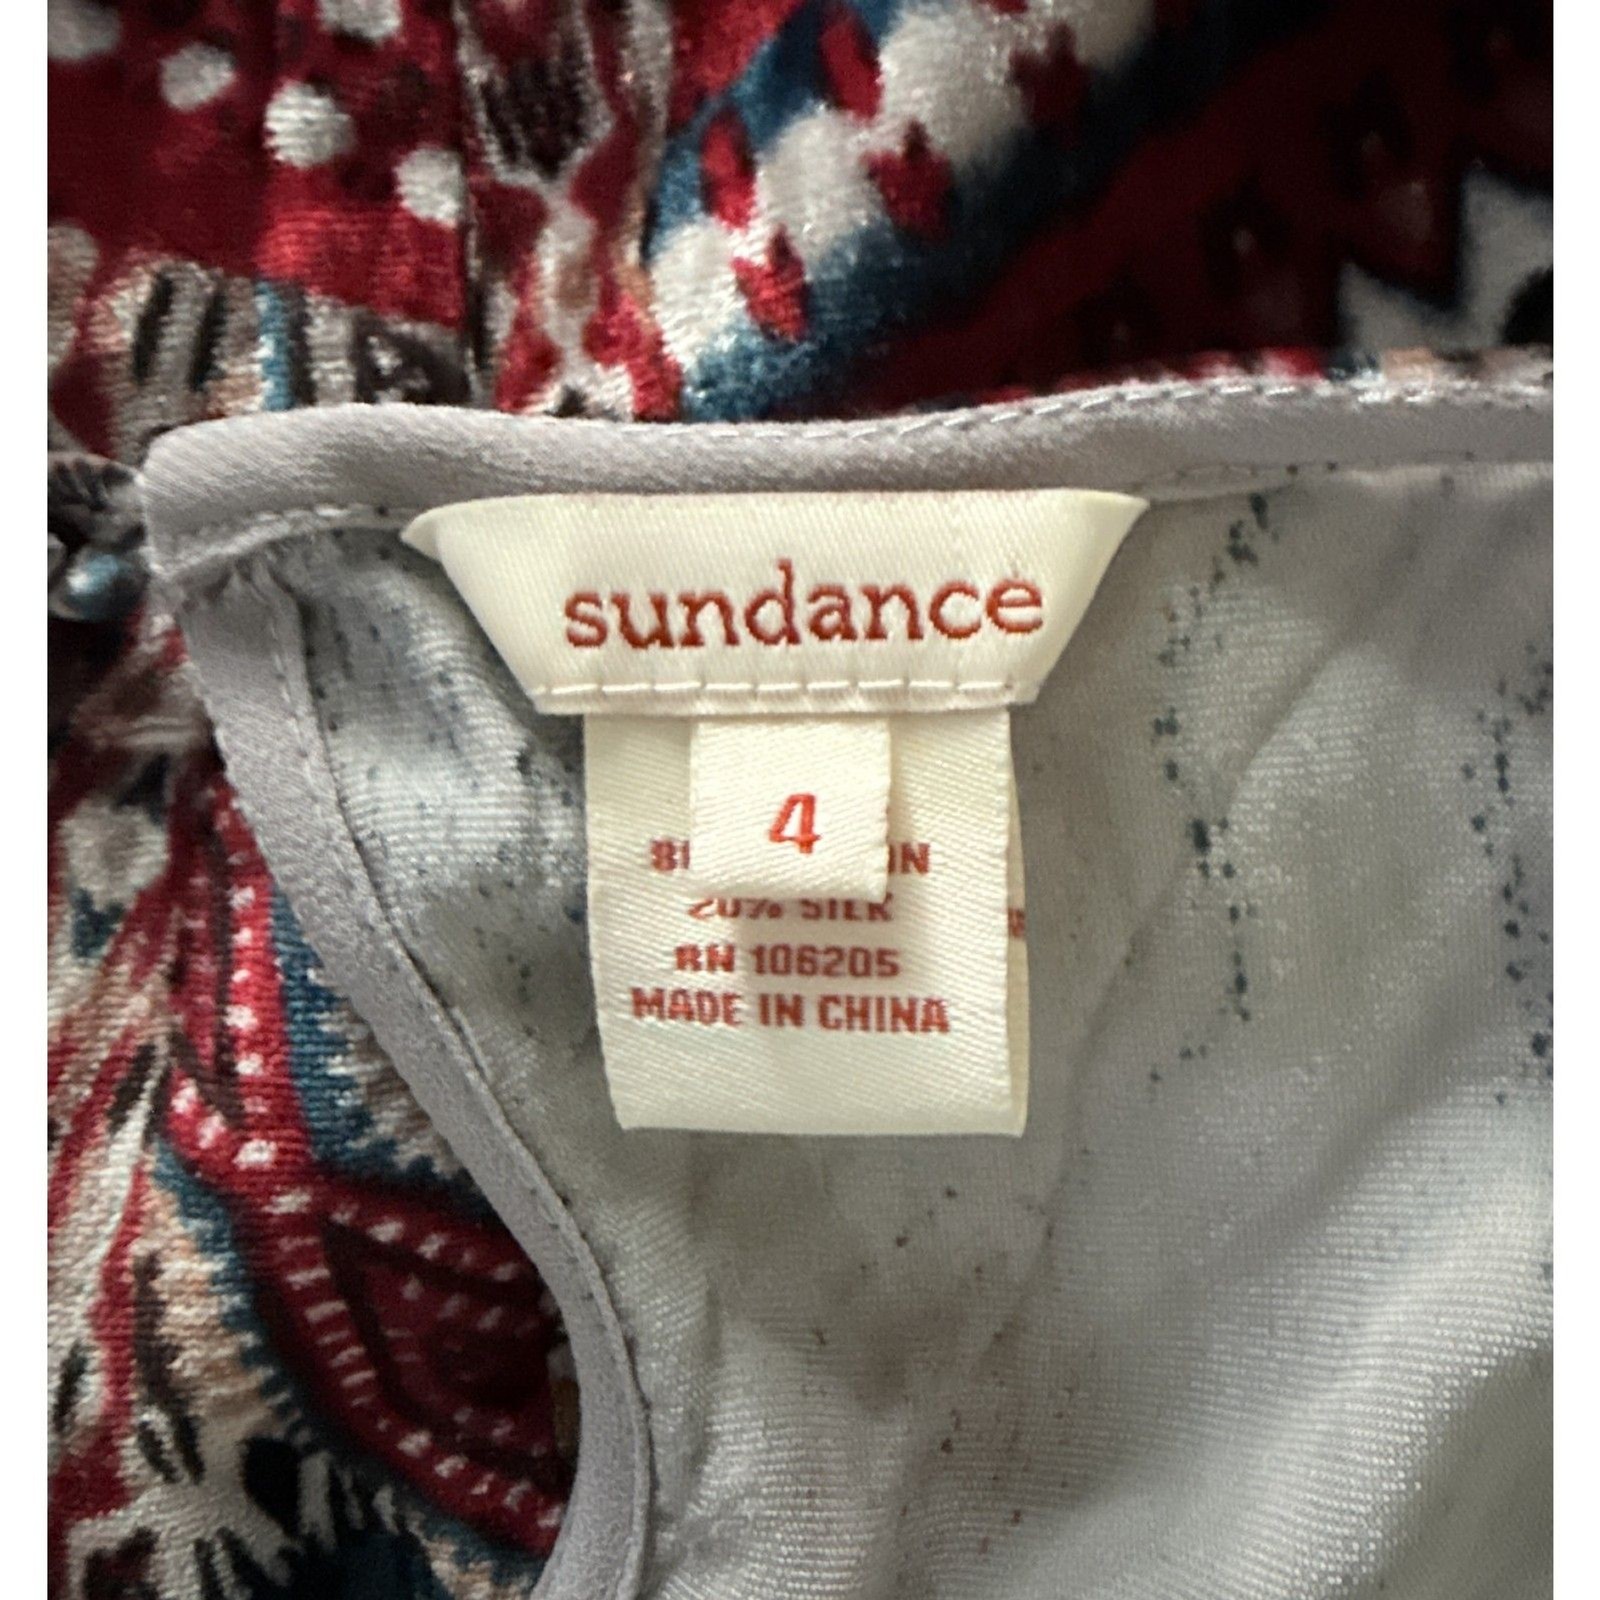 sundance
4
20% SILK
RN 106205
MADE IN CHINA